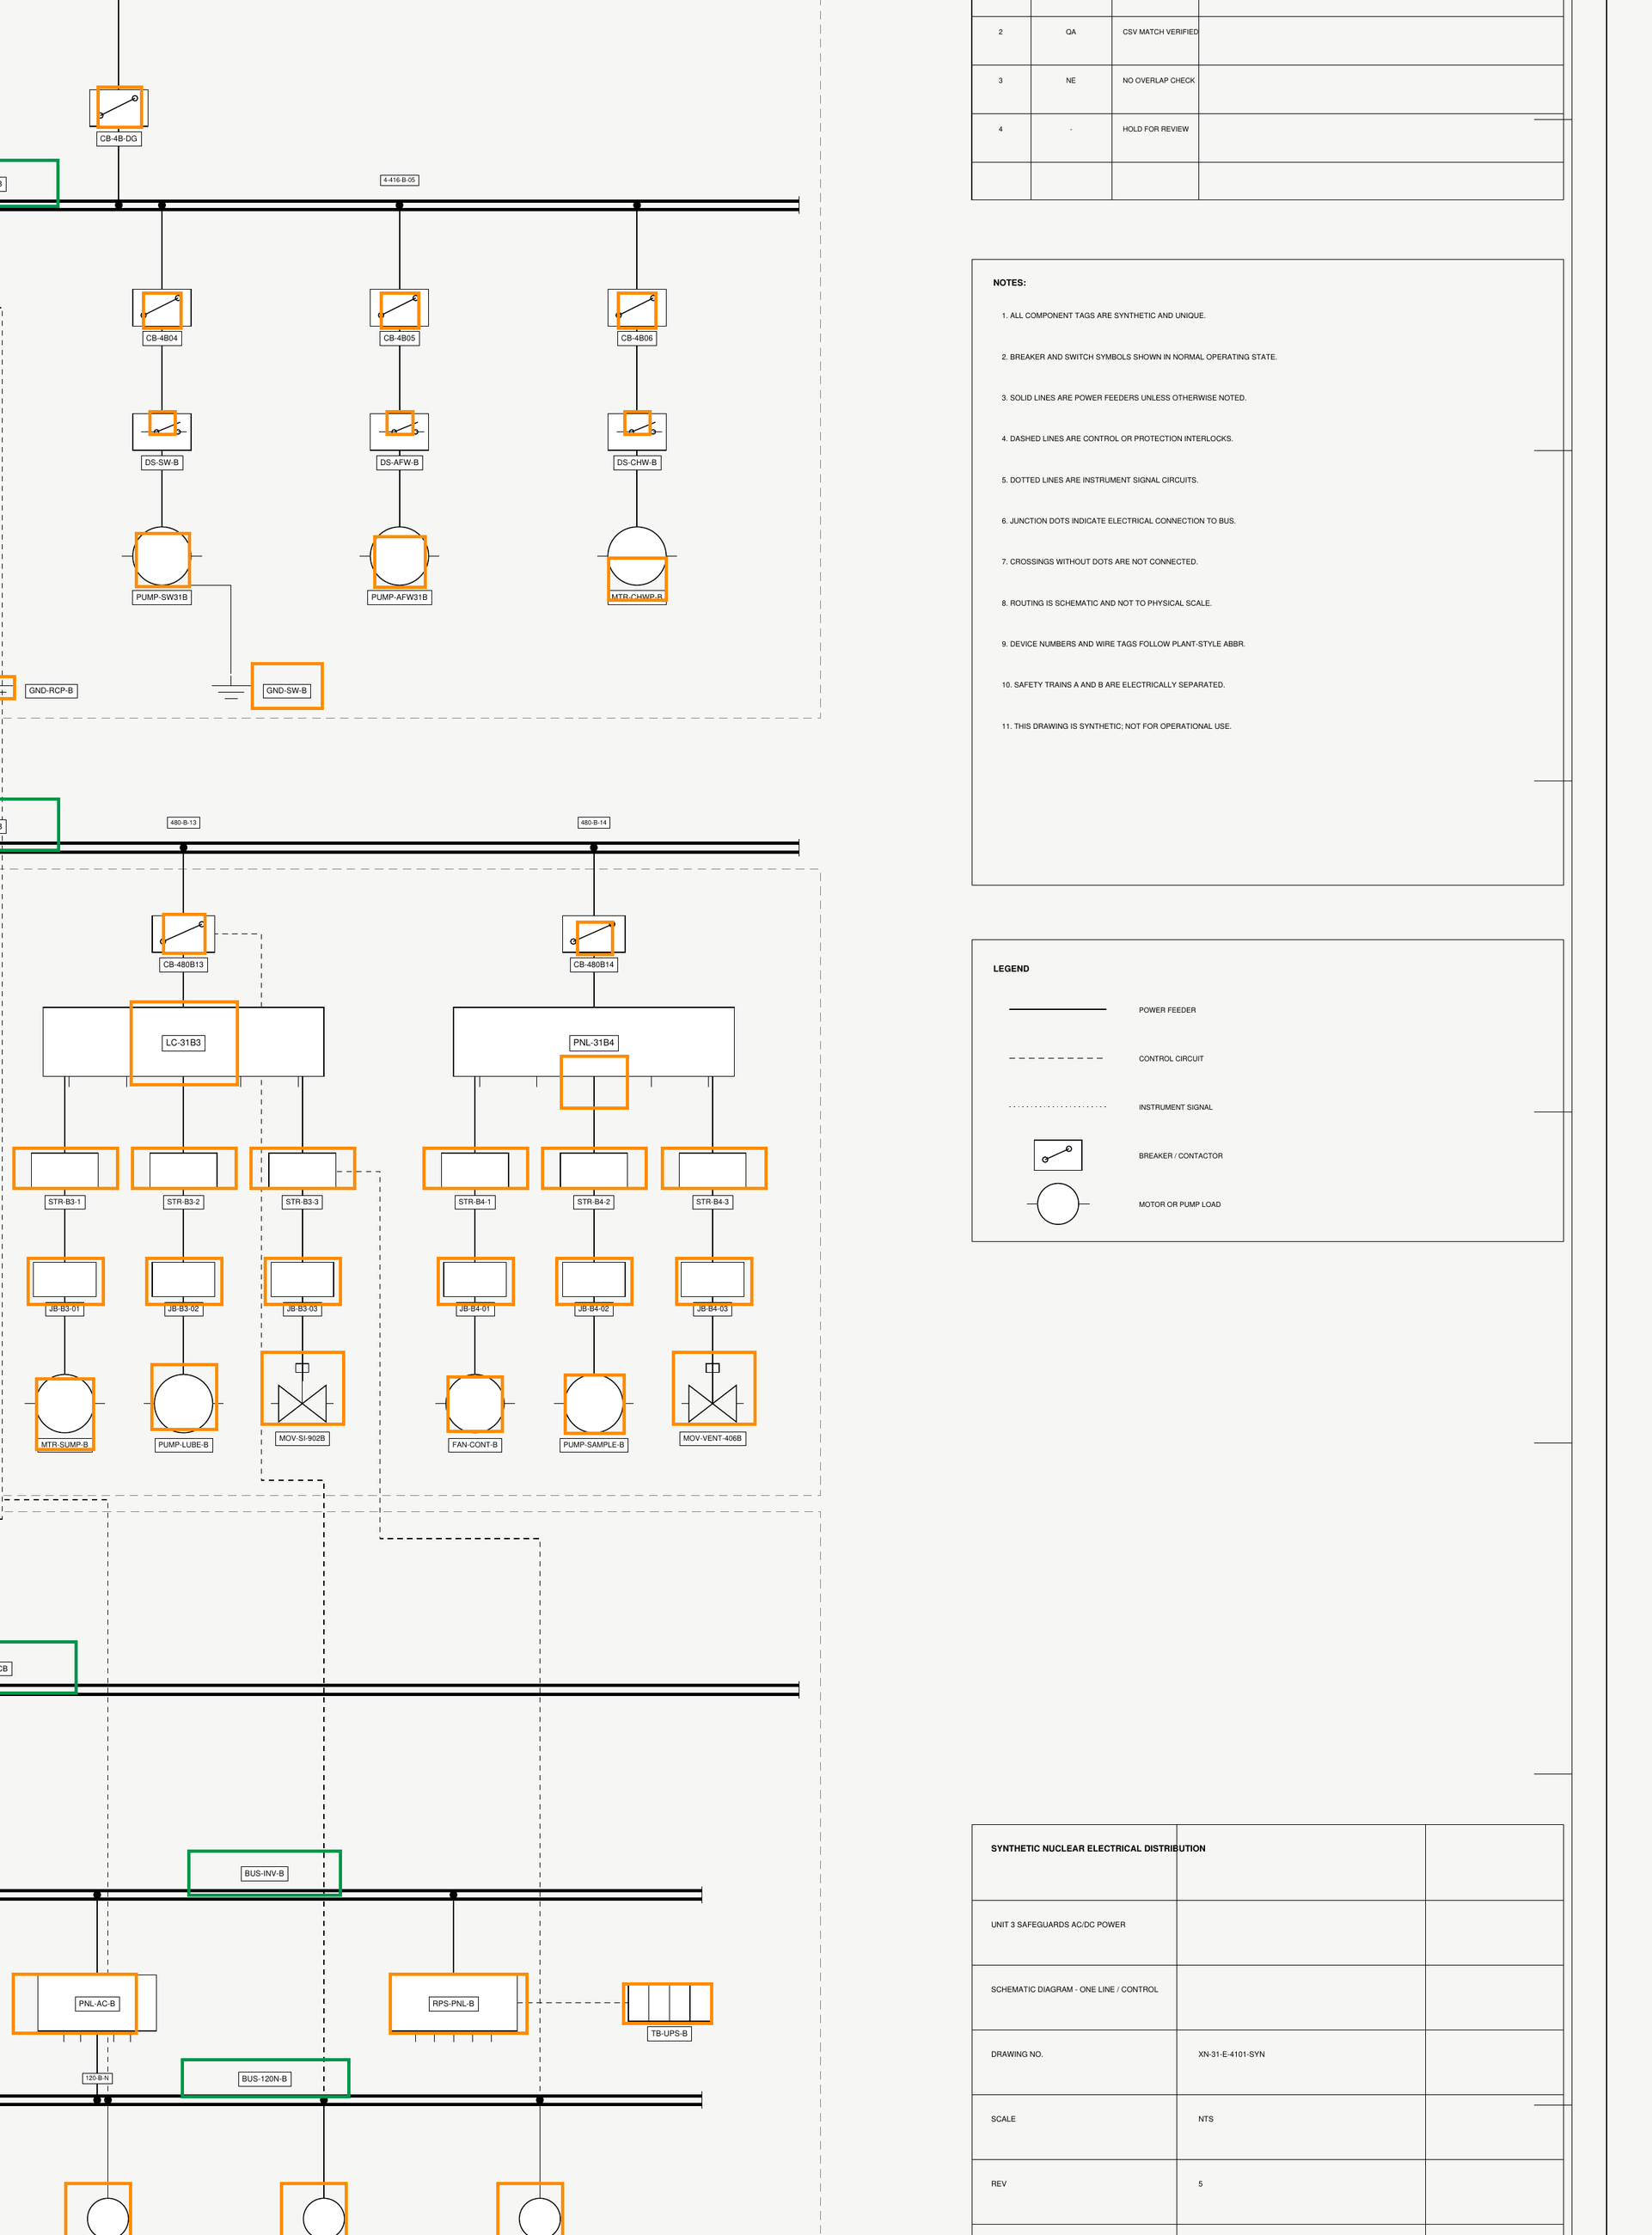 2 QA CSV MATCH VERIFIED
3 NE NO OVERLAP CHECK
4 - HOLD FOR REVIEW
CB-4B-DG
B
4-416-B-05
CB-4B04
CB-4B05
CB-4B06
DS-SW-B
DS-AFW-B
DS-CHW-B
PUMP-SW31B
PUMP-AFW31B
MTR-CHWP-B
GND-RCP-B
GND-SW-B
NOTES:
1. ALL COMPONENT TAGS ARE SYNTHETIC AND UNIQUE.
2. BREAKER AND SWITCH SYMBOLS SHOWN IN NORMAL OPERATING STATE.
3. SOLID LINES ARE POWER FEEDERS UNLESS OTHERWISE NOTED.
4. DASHED LINES ARE CONTROL OR PROTECTION INTERLOCKS.
5. DOTTED LINES ARE INSTRUMENT SIGNAL CIRCUITS.
6. JUNCTION DOTS INDICATE ELECTRICAL CONNECTION TO BUS.
7. CROSSINGS WITHOUT DOTS ARE NOT CONNECTED.
8. ROUTING IS SCHEMATIC AND NOT TO PHYSICAL SCALE.
9. DEVICE NUMBERS AND WIRE TAGS FOLLOW PLANT-STYLE ABBR.
10. SAFETY TRAINS A AND B ARE ELECTRICALLY SEPARATED.
11. THIS DRAWING IS SYNTHETIC; NOT FOR OPERATIONAL USE.
B
480-B-13
480-B-14
CB-480B13
CB-480B14
LC-31B3
PNL-31B4
STR-B3-1
STR-B3-2
STR-B3-3
STR-B4-1
STR-B4-2
STR-B4-3
JB-B3-01
JB-B3-02
JB-B3-03
JB-B4-01
JB-B4-02
JB-B4-03
MTR-SUMP-B
PUMP-LUBE-B
MOV-SI-902B
FAN-CONT-B
PUMP-SAMPLE-B
MOV-VENT-406B
LEGEND
POWER FEEDER
CONTROL CIRCUIT
INSTRUMENT SIGNAL
BREAKER / CONTACTOR
MOTOR OR PUMP LOAD
CB
BUS-INV-B
PNL-AC-B
RPS-PNL-B
TB-UPS-B
120-B-N
BUS-120N-B
SYNTHETIC NUCLEAR ELECTRICAL DISTRIBUTION
UNIT 3 SAFEGUARDS AC/DC POWER
SCHEMATIC DIAGRAM - ONE LINE / CONTROL
DRAWING NO. XN-31-E-4101-SYN
SCALE NTS
REV 5